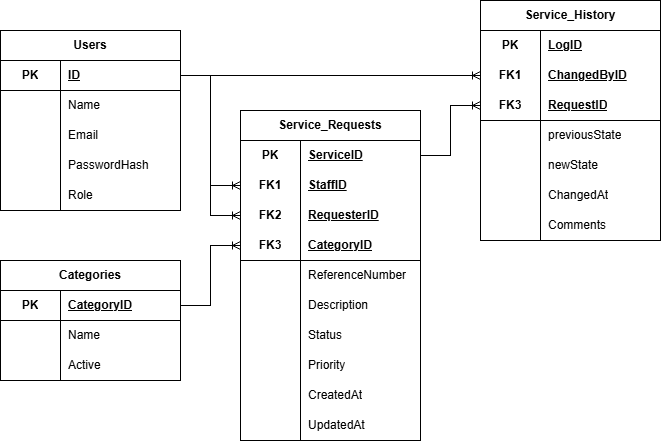 Users
PK ID
Name
Email
PasswordHash
Role
Categories
PK CategoryID
Name
Active
Service_Requests
PK ServiceID
FK1 StaffID
FK2 RequesterID
FK3 CategoryID
ReferenceNumber
Description
Status
Priority
CreatedAt
UpdatedAt
Service_History
PK LogID
FK1 ChangedByID
FK3 RequestID
previousState
newState
ChangedAt
Comments